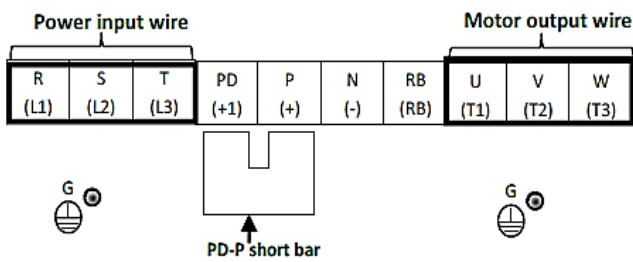 Power input wire Motor output wire
R S T PD P N RB U V W
(L1) (L2) (L3) (+1) (+) (-) (RB) (T1) (T2) (T3)
G G
PD-P short bar